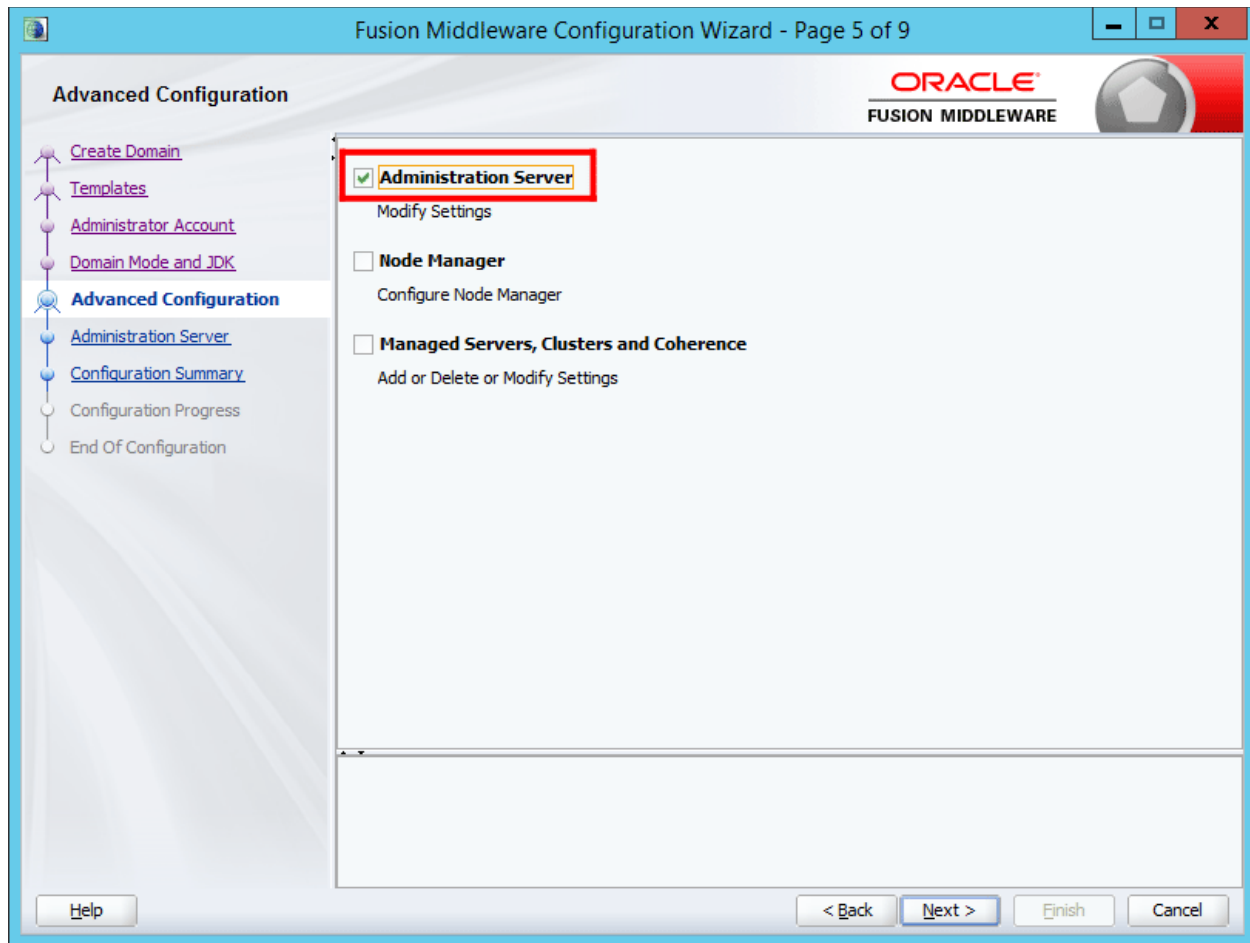 Fusion Middleware Configuration Wizard - Page 5 of 9
Advanced Configuration
ORACLE
FUSION MIDDLEWARE
Create Domain
Templates
Administrator Account
Domain Mode and JDK
Advanced Configuration
Administration Server
Configuration Summary
Configuration Progress
End Of Configuration
Administration Server
Modify Settings
Node Manager
Configure Node Manager
Managed Servers, Clusters and Coherence
Add or Delete or Modify Settings
Help
< Back
Next >
Finish
Cancel